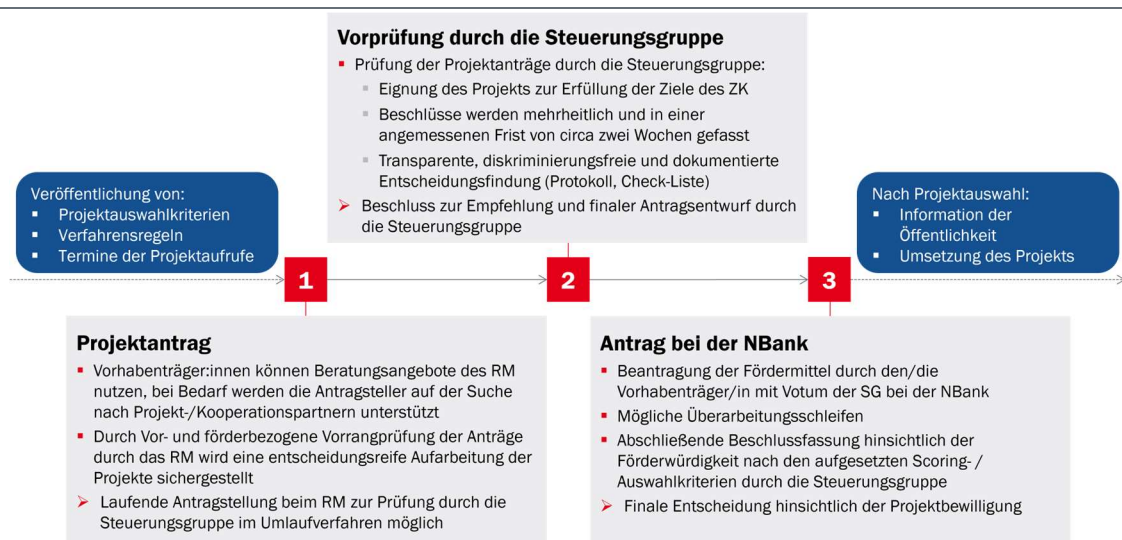 Vorprüfung durch die Steuerungsgruppe
▪ Prüfung der Projektanträge durch die Steuerungsgruppe:
▪ Eignung des Projekts zur Erfüllung der Ziele des ZK
▪ Beschlüsse werden mehrheitlich und in einer
angemessenen Frist von circa zwei Wochen gefasst
▪ Transparente, diskriminierungsfreie und dokumentierte
Entscheidungsfindung (Protokoll, Check-Liste)
➢ Beschluss zur Empfehlung und finaler Antragsentwurf durch
die Steuerungsgruppe
Veröffentlichung von:
▪ Projektauswahlkriterien
▪ Verfahrensregeln
▪ Termine der Projektaufrufe
Nach Projektauswahl:
▪ Information der
Öffentlichkeit
▪ Umsetzung des Projekts
1
2
3
Projektantrag
▪ Vorhabenträger:innen können Beratungsangebote des RM
nutzen, bei Bedarf werden die Antragsteller auf der Suche
nach Projekt-/Kooperationspartnern unterstützt
▪ Durch Vor- und förderbezogene Vorrangprüfung der Anträge
durch das RM wird eine entscheidungsreife Aufarbeitung der
Projekte sichergestellt
➢ Laufende Antragstellung beim RM zur Prüfung durch die
Steuerungsgruppe im Umlaufverfahren möglich
Antrag bei der NBank
▪ Beantragung der Fördermittel durch den/die
Vorhabenträger/in mit Votum der SG bei der NBank
▪ Mögliche Überarbeitungsschleifen
▪ Abschließende Beschlussfassung hinsichtlich der
Förderwürdigkeit nach den aufgesetzten Scoring- /
Auswahlkriterien durch die Steuerungsgruppe
➢ Finale Entscheidung hinsichtlich der Projektbewilligung